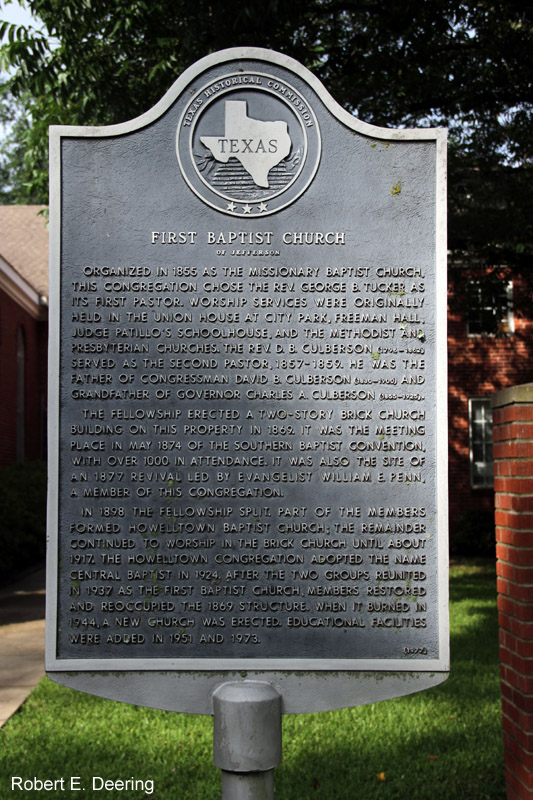 TEXAS HISTORICAL COMMISSION
TEXAS
FIRST BAPTIST CHURCH
OF JEFFERSON
ORGANIZED IN 1855 AS THE MISSIONARY BAPTIST CHURCH,
THIS CONGREGATION CHOSE THE REV. GEORGE B. TUCKER AS
ITS FIRST PASTOR. WORSHIP SERVICES WERE ORIGINALLY
HELD IN THE UNION HOUSE AT CITY PARK, FREEMAN HALL,
JUDGE PATILLO'S SCHOOLHOUSE, AND THE METHODIST AND
PRESBYTERIAN CHURCHES. THE REV. D. B. CULBERSON (1796-1862)
SERVED AS THE SECOND PASTOR, 1857-1859. HE WAS THE
FATHER OF CONGRESSMAN DAVID B. CULBERSON (1830-1900) AND
GRANDFATHER OF GOVERNOR CHARLES A. CULBERSON (1855-1925).
THE FELLOWSHIP ERECTED A TWO-STORY BRICK CHURCH
BUILDING ON THIS PROPERTY IN 1869. IT WAS THE MEETING
PLACE IN MAY 1874 OF THE SOUTHERN BAPTIST CONVENTION,
WITH OVER 1000 IN ATTENDANCE. IT WAS ALSO THE SITE OF
AN 1877 REVIVAL LED BY EVANGELIST WILLIAM E. PENN,
A MEMBER OF THIS CONGREGATION.
IN 1898 THE FELLOWSHIP SPLIT. PART OF THE MEMBERS
FORMED HOWELLTOWN BAPTIST CHURCH; THE REMAINDER
CONTINUED TO WORSHIP IN THE BRICK CHURCH UNTIL ABOUT
1917. THE HOWELLTOWN CONGREGATION ADOPTED THE NAME
CENTRAL BAPTIST IN 1924. AFTER THE TWO GROUPS REUNITED
IN 1937 AS THE FIRST BAPTIST CHURCH, MEMBERS RESTORED
AND REOCCUPIED THE 1869 STRUCTURE. WHEN IT BURNED IN
1944, A NEW CHURCH WAS ERECTED. EDUCATIONAL FACILITIES
WERE ADDED IN 1951 AND 1973.
(1977)
Robert E. Deering